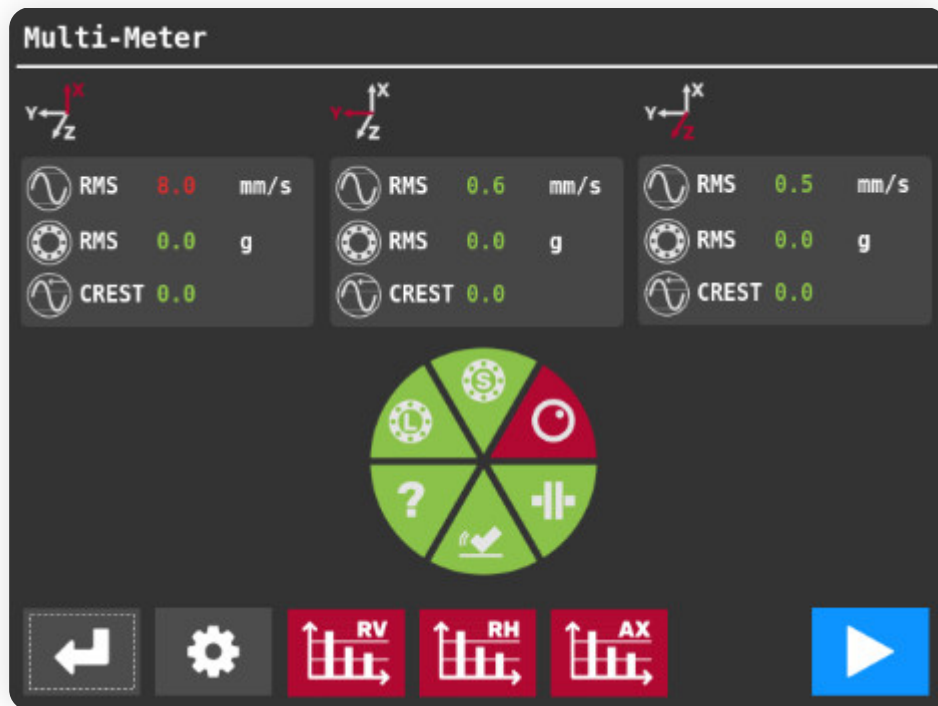 Multi-Meter
X
Y
Z
X
Y
Z
X
Y
Z
RMS 8.0 mm/s
RMS 0.0 g
CREST 0.0
RMS 0.6 mm/s
RMS 0.0 g
CREST 0.0
RMS 0.5 mm/s
RMS 0.0 g
CREST 0.0
S
L
?
RV
RH
AX